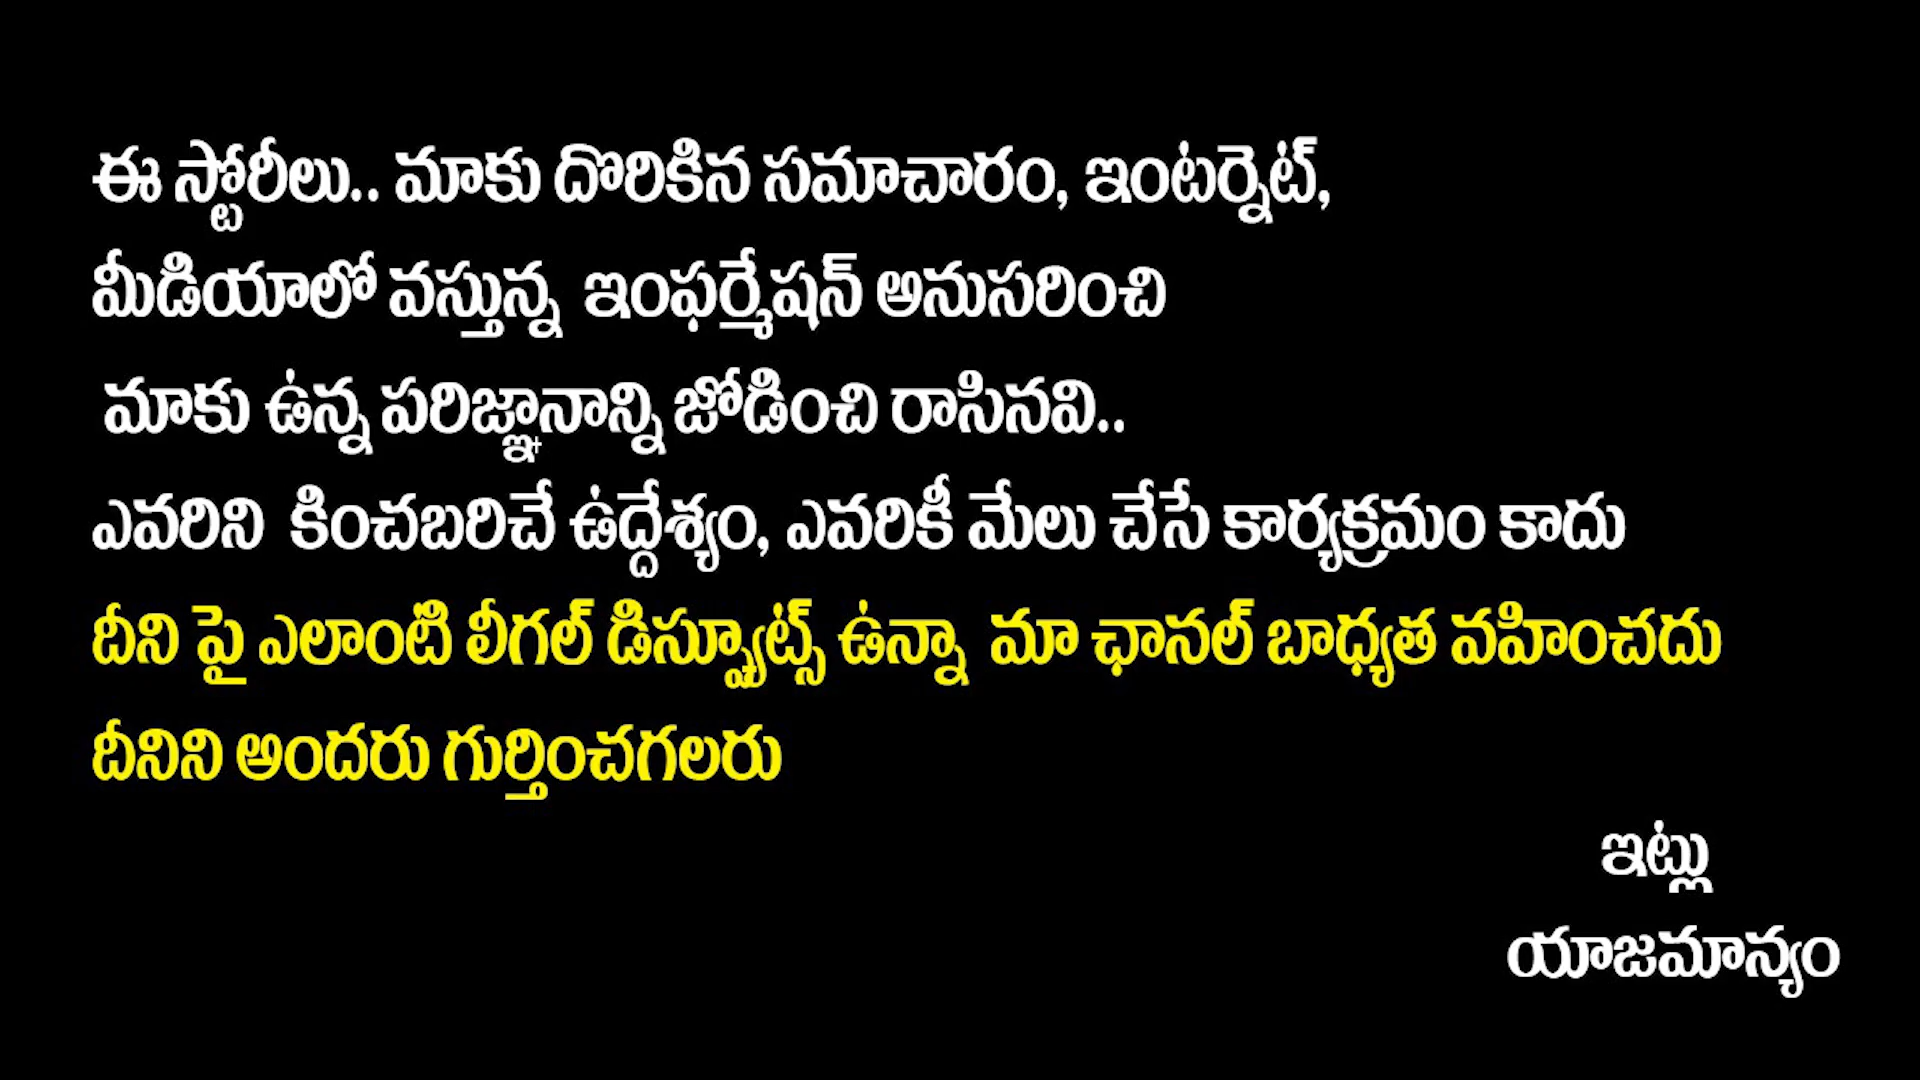 ఈ స్టోరీలు.. మాకు దొరికిన సమాచారం, ఇంటర్నెట్,
మీడియాలో వస్తున్న ఇంఫర్మేషన్ అనుసరించి
మాకు ఉన్న పరిజ్ఞానాన్ని జోడించి రాసినవి..
ఎవరిని కించబరిచే ఉద్దేశ్యం, ఎవరికీ మేలు చేసే కార్యక్రమం కాదు
దీని పై ఎలాంటి లీగల్ డిస్ప్యూట్స్ ఉన్నా మా ఛానల్ బాధ్యత వహించదు
దీనిని అందరు గుర్తించగలరు
ఇట్లు
యాజమాన్యం